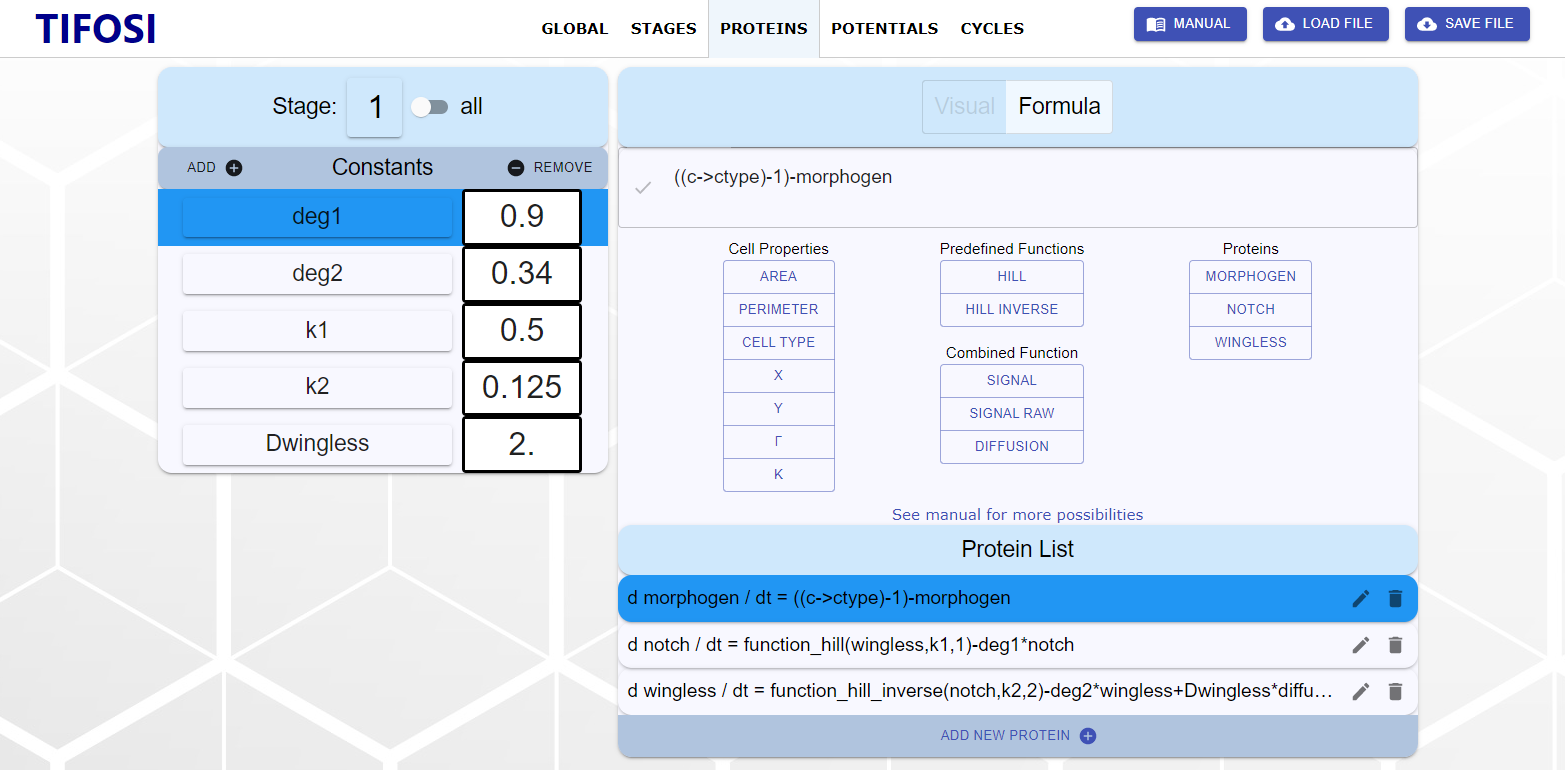 TIFOSI
GLOBAL STAGES PROTEINS POTENTIALS CYCLES
MANUAL LOAD FILE SAVE FILE
Stage: 1 all
ADD Constants REMOVE
deg1 0.9
deg2 0.34
k1 0.5
k2 0.125
Dwingless 2.
Visual Formula
((c->ctype)-1)-morphogen
Cell Properties
AREA
PERIMETER
CELL TYPE
X
Y
Γ
K
Predefined Functions
HILL
HILL INVERSE
Combined Function
SIGNAL
SIGNAL RAW
DIFFUSION
Proteins
MORPHOGEN
NOTCH
WINGLESS
See manual for more possibilities
Protein List
d morphogen / dt = ((c->ctype)-1)-morphogen
d notch / dt = function_hill(wingless,k1,1)-deg1*notch
d wingless / dt = function_hill_inverse(notch,k2,2)-deg2*wingless+Dwingless*diffu...
ADD NEW PROTEIN